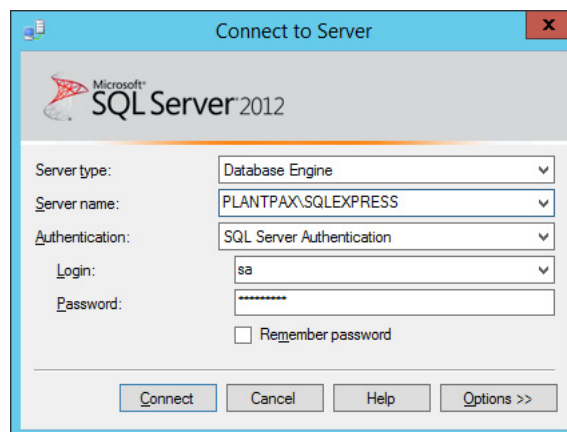 Connect to Server
x
Microsoft®
SQL Server 2012
Server type: Database Engine
Server name: PLANTPAX\SQLEXPRESS
Authentication: SQL Server Authentication
Login: sa
Password: *********
Remember password
Connect Cancel Help Options >>